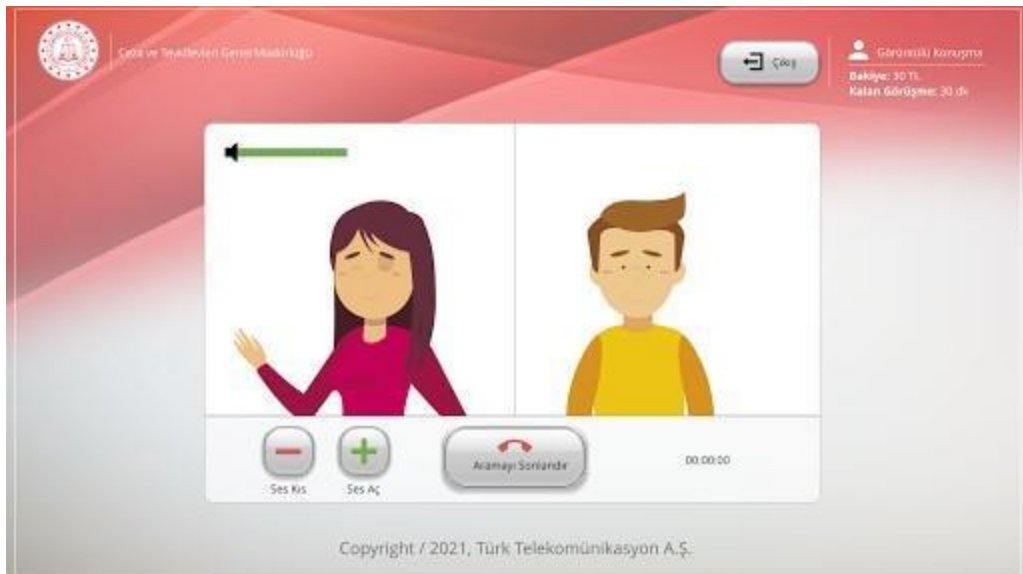 Ceza ve Tevkifevleri Genel Müdürlüğü
Çıkış
Görüntülü Konuşma
Bakiye: 30 TL
Kalan Görüşme: 30 dk
Ses Kıs
Ses Aç
Aramayı Sonlandır
00:00:00
Copyright / 2021, Türk Telekomünikasyon A.Ş.